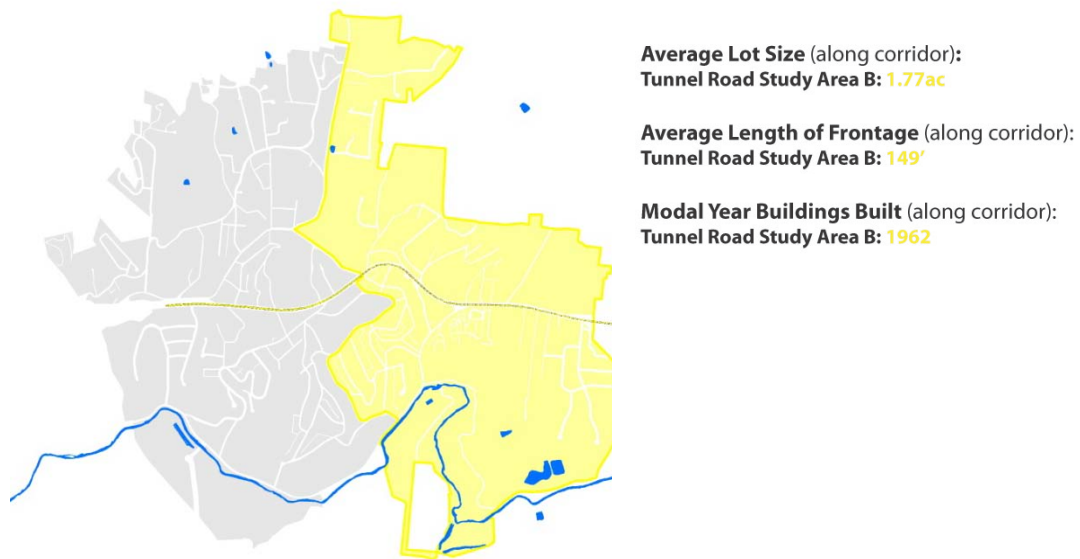 Average Lot Size (along corridor):
Tunnel Road Study Area B: 1.77ac
Average Length of Frontage (along corridor):
Tunnel Road Study Area B: 149’
Modal Year Buildings Built (along corridor):
Tunnel Road Study Area B: 1962